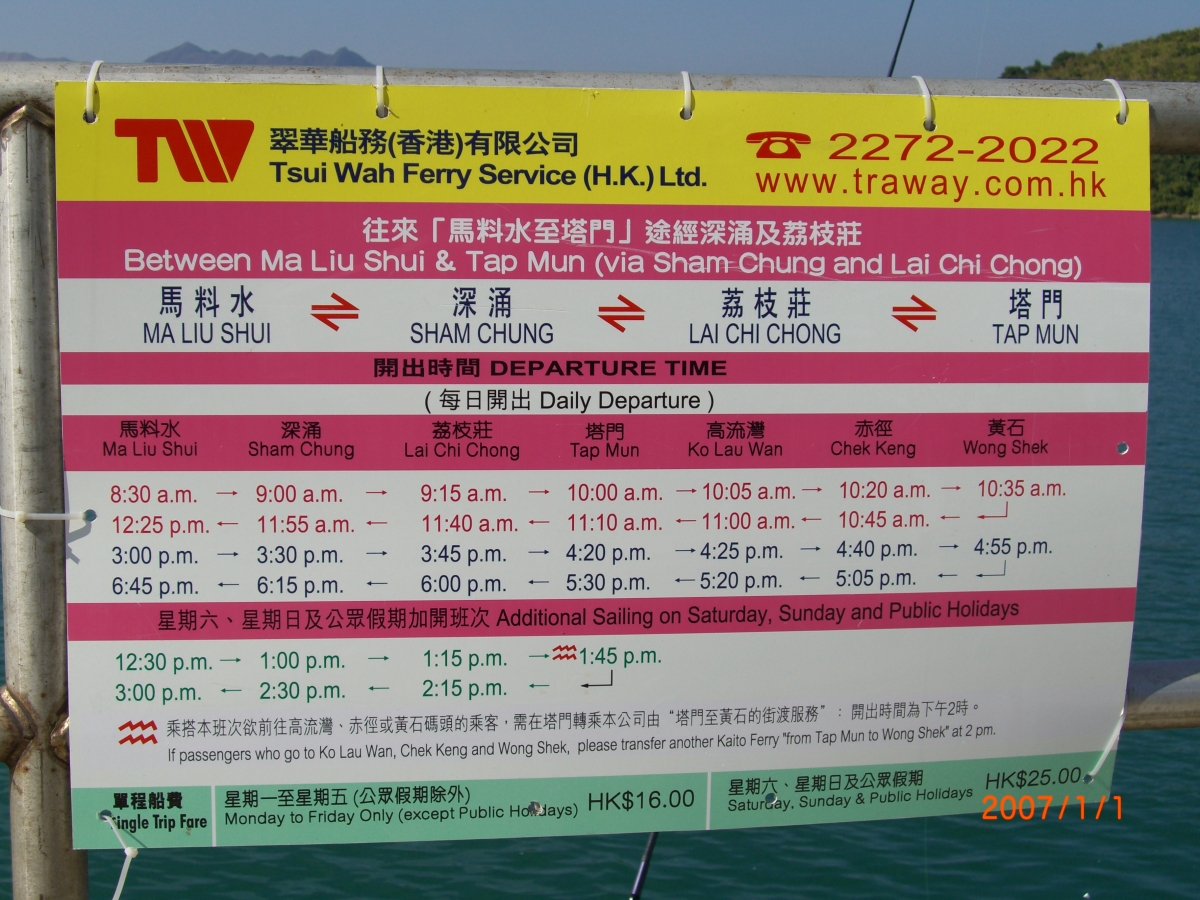 TW 翠華船務(香港)有限公司
Tsui Wah Ferry Service (H.K.) Ltd.
2272-2022
www.traway.com.hk
往來「馬料水至塔門」途經深涌及荔枝莊
Between Ma Liu Shui & Tap Mun (via Sham Chung and Lai Chi Chong)
馬料水 ⇌ 深涌 ⇌ 荔枝莊 ⇌ 塔門
MA LIU SHUI SHAM CHUNG LAI CHI CHONG TAP MUN
開出時間 DEPARTURE TIME
(每日開出 Daily Departure)
馬料水 深涌 荔枝莊 塔門 高流灣 赤徑 黃石
Ma Liu Shui Sham Chung Lai Chi Chong Tap Mun Ko Lau Wan Chek Keng Wong Shek
8:30 a.m. → 9:00 a.m. → 9:15 a.m. → 10:00 a.m. → 10:05 a.m. → 10:20 a.m. → 10:35 a.m.
12:25 p.m. ← 11:55 a.m. ← 11:40 a.m. ← 11:10 a.m. ← 11:00 a.m. ← 10:45 a.m. ←
3:00 p.m. → 3:30 p.m. → 3:45 p.m. → 4:20 p.m. → 4:25 p.m. → 4:40 p.m. → 4:55 p.m.
6:45 p.m. ← 6:15 p.m. ← 6:00 p.m. ← 5:30 p.m. ← 5:20 p.m. ← 5:05 p.m. ←
星期六、星期日及公眾假期加開班次 Additional Sailing on Saturday, Sunday and Public Holidays
12:30 p.m. → 1:00 p.m. → 1:15 p.m. → 1:45 p.m.
3:00 p.m. ← 2:30 p.m. ← 2:15 p.m. ←
乘搭本班次欲前往高流灣、赤徑或黃石碼頭的乘客，需在塔門轉乘本公司由“塔門至黃石的街渡服務”：開出時間為下午2時。
If passengers who go to Ko Lau Wan, Chek Keng and Wong Shek, please transfer another Kaito Ferry "from Tap Mun to Wong Shek" at 2 pm.
單程船費
Single Trip Fare
星期一至星期五 (公眾假期除外)
Monday to Friday Only (except Public Holidays) HK$16.00
星期六、星期日及公眾假期
Saturday, Sunday & Public Holidays HK$25.00
2007/1/1